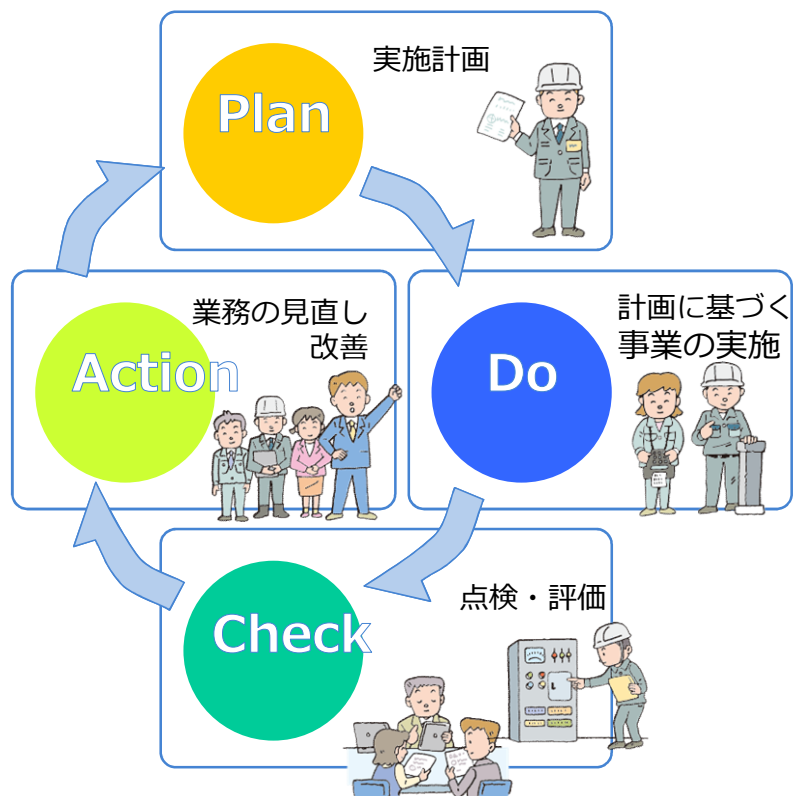 Plan
実施計画
Do
計画に基づく
事業の実施
Check
点検・評価
Action
業務の見直し
改善